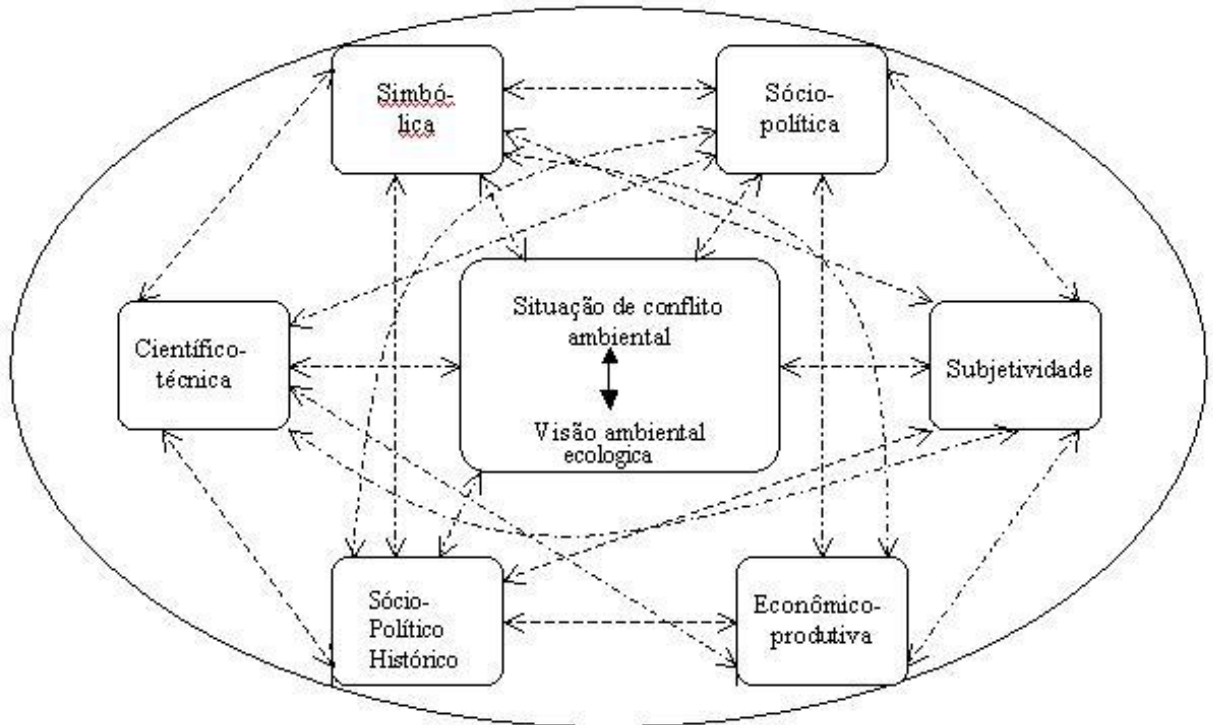 Simbó-
lica
Sócio-
política
Científico-
técnica
Situação de conflito
ambiental
Visão ambiental
ecologica
Subjetividade
Sócio-
Político
Histórico
Econômico-
produtiva